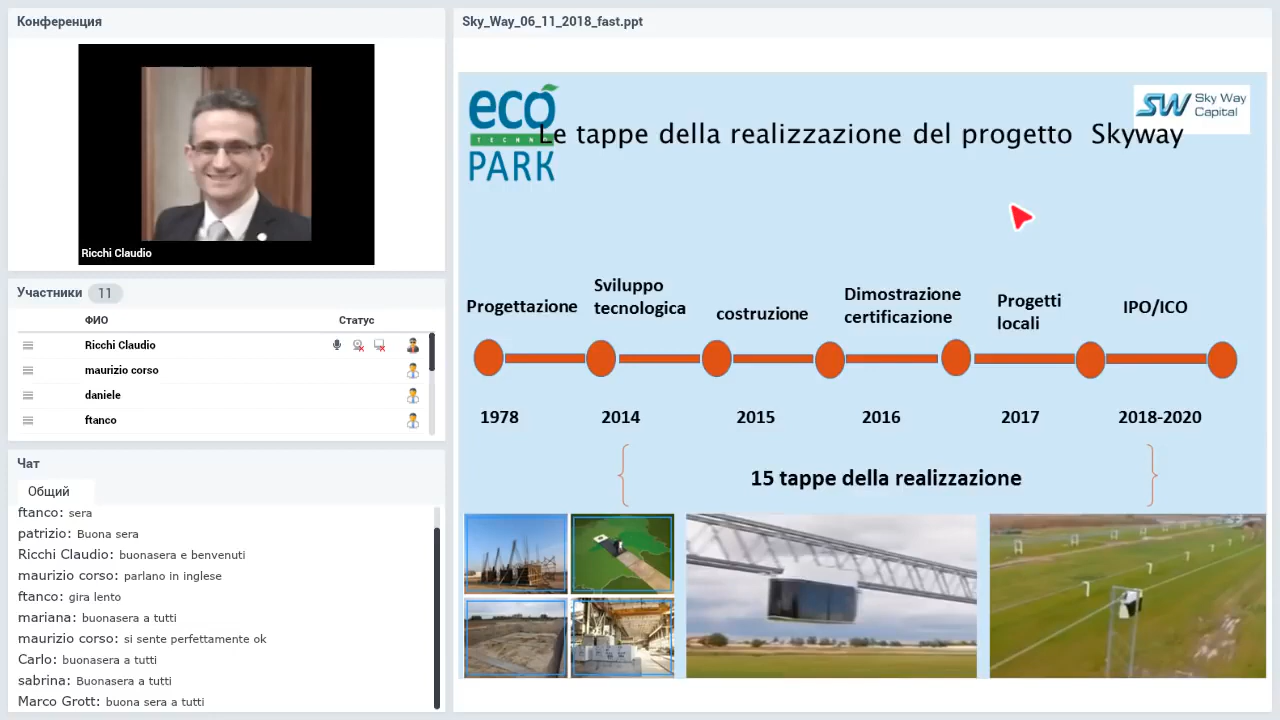 Конференция
Ricchi Claudio
Участники 11
ФИО Статус
Ricchi Claudio
maurizio corso
daniele
ftanco
Чат
Общий
ftanco: sera
patrizio: Buona sera
Ricchi Claudio: buonasera e benvenuti
maurizio corso: parlano in inglese
ftanco: gira lento
mariana: buonasera a tutti
maurizio corso: si sente perfettamente ok
Carlo: buonasera a tutti
sabrina: Buonasera a tutti
Marco Grott: buona sera a tutti
Sky_Way_06_11_2018_fast.ppt
eco
TECHNO
PARK
SW Sky Way
Capital
Le tappe della realizzazione del progetto Skyway
Progettazione
Sviluppo
tecnologica
costruzione
Dimostrazione
certificazione
Progetti
locali
IPO/ICO
1978 2014 2015 2016 2017 2018-2020
15 tappe della realizzazione